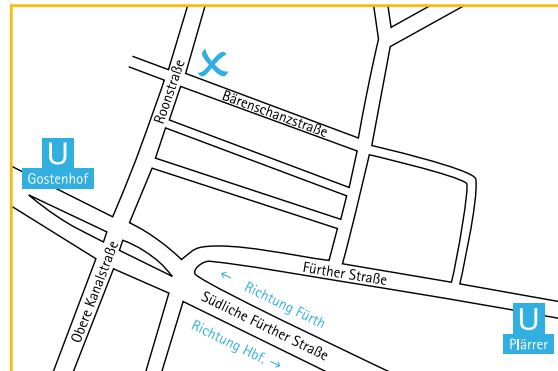 Roonstraße
Bärenschanzstraße
U
Gostenhof
Obere Kanalstraße
Fürther Straße
← Richtung Fürth
Südliche Fürther Straße
Richtung Hbf. →
U
Plärrer